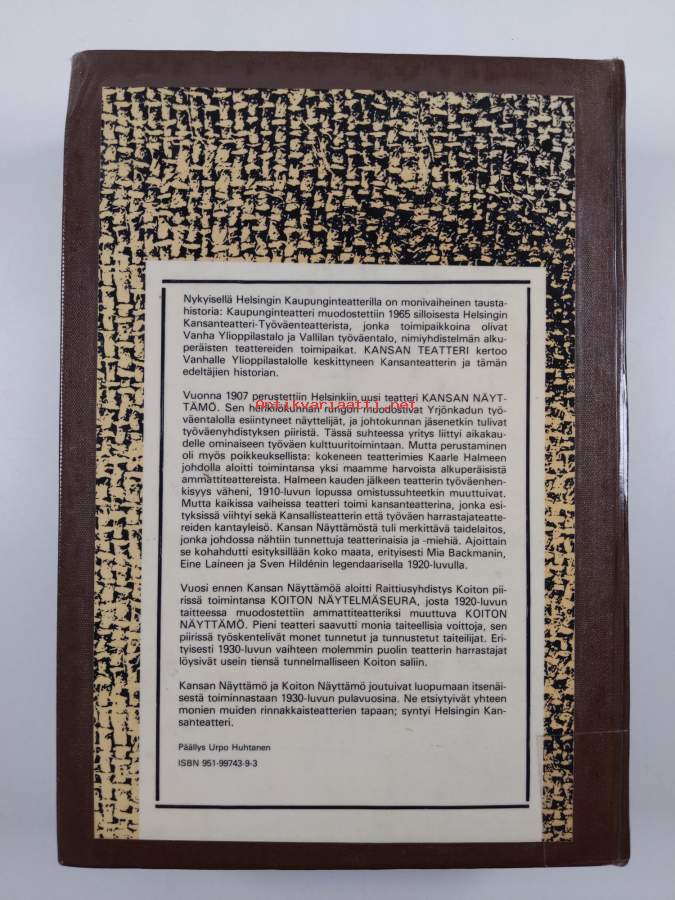 Nykyisellä Helsingin Kaupunginteatterilla on monivaiheinen tausta-
historia: Kaupunginteatteri muodostettiin 1965 silloisesta Helsingin
Kansanteatteri-Työväenteatterista, jonka toimipaikkoina olivat
Vanha Ylioppilastalo ja Vallilan työväentalo, nimiyhdistelmän alku-
peräisten teattereiden toimipaikat. KANSAN TEATTERI kertoo
Vanhalle Ylioppilastalolle keskittyneen Kansanteatterin ja tämän
edeltäjien historian.
Vuonna 1907 perustettiin Helsinkiin uusi teatteri KANSAN NÄYT-
TÄMÖ. Sen henkilökunnan rungon muodostivat Yrjönkadun työ-
antikvariaatti.net
väentalolla esiintyneet näyttelijät, ja johtokunnan jäsenetkin tulivat
työväenyhdistyksen piiristä. Tässä suhteessa yritys liittyi aikakau-
delle ominaiseen työväen kulttuuritoimintaan. Mutta perustaminen
oli myös poikkeuksellista: kokeneen teatterimies Kaarle Halmeen
johdolla aloitti toimintansa yksi maamme harvoista alkuperäisistä
ammattiteattereista. Halmeen kauden jälkeen teatterin työväenhen-
kisyys väheni, 1910-luvun lopussa omistussuhteetkin muuttuivat.
Mutta kaikissa vaiheissa teatteri toimi kansanteatterina, jonka esi-
tyksissä viihtyi sekä Kansallisteatterin että työväen harrastajateatte-
reiden kantayleisö. Kansan Näyttämöstä tuli merkittävä taidelaitos,
jonka johdossa nähtiin tunnettuja teatterinaisia ja -miehiä. Ajoittain
se kohahdutti esityksillään koko maata, erityisesti Mia Backmanin,
Eine Laineen ja Sven Hildénin legendaarisella 1920-luvulla.
Vuosi ennen Kansan Näyttämöä aloitti Raittiusyhdistys Koiton pii-
rissä toimintansa KOITON NÄYTELMÄSEURA, josta 1920-luvun
taitteessa muodostettiin ammattiteatteriksi muuttuva KOITON
NÄYTTÄMÖ. Pieni teatteri saavutti monia taiteellisia voittoja, sen
piirissä työskentelivät monet tunnetut ja tunnustetut taiteilijat. Eri-
tyisesti 1930-luvun vaihteen molemmin puolin teatterin harrastajat
löysivät usein tiensä tunnelmalliseen Koiton saliin.
Kansan Näyttämö ja Koiton Näyttämö joutuivat luopumaan itsenäi-
sestä toiminnastaan 1930-luvun pulavuosina. Ne etsiytyivät yhteen
monien muiden rinnakkaisteatterien tapaan; syntyi Helsingin Kan-
santeatteri.
Päällys Urpo Huhtanen
ISBN 951-99743-9-3